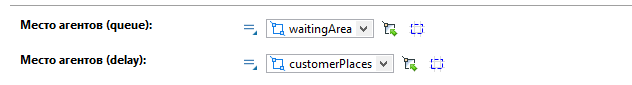 Место агентов (queue): waitingArea
Место агентов (delay): customerPlaces